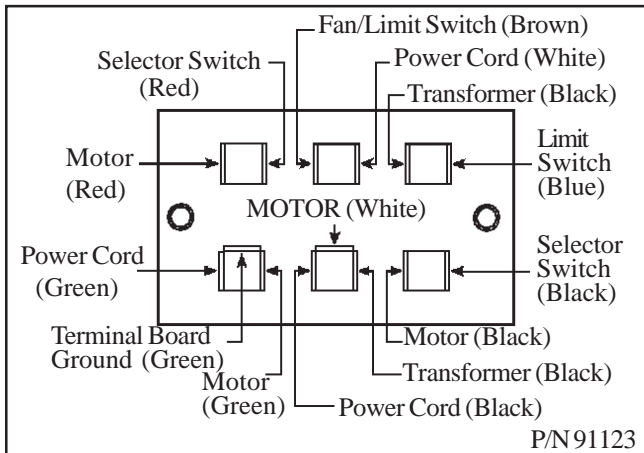 Fan/Limit Switch (Brown)
Selector Switch
(Red)
Power Cord (White)
Transformer (Black)
Motor
(Red)
Limit
Switch
(Blue)
MOTOR (White)
Power Cord
(Green)
Selector
Switch
(Black)
Terminal Board
Ground (Green)
Motor
(Green)
Motor (Black)
Transformer (Black)
Power Cord (Black)
P/N 91123